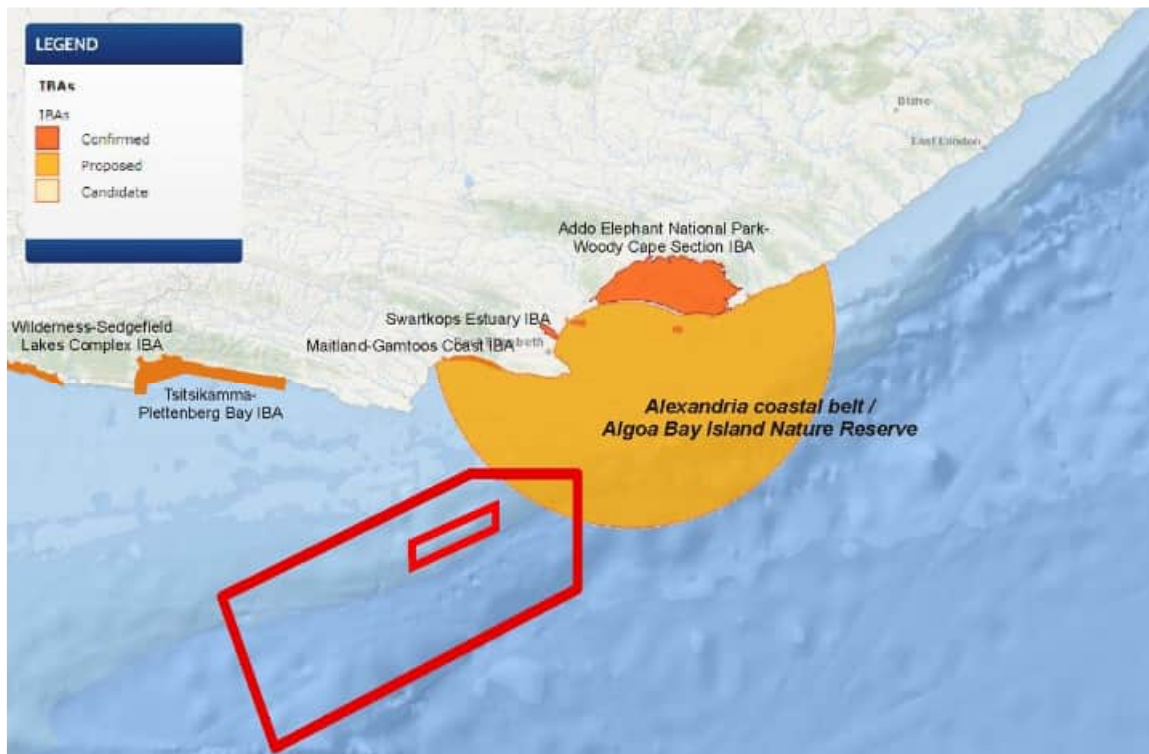 LEGEND
TBAs
IBAs
Confirmed
Proposed
Candidate
Bisho
East London
Addo Elephant National Park-
Woody Cape Section IBA
Swartkops Estuary IBA
Maitland-Gamtoos Coast IBA
Wilderness-Sedgefield
Lakes Complex IBA
Tsitsikamma-
Plettenberg Bay IBA
Alexandria coastal belt /
Algoa Bay Island Nature Reserve